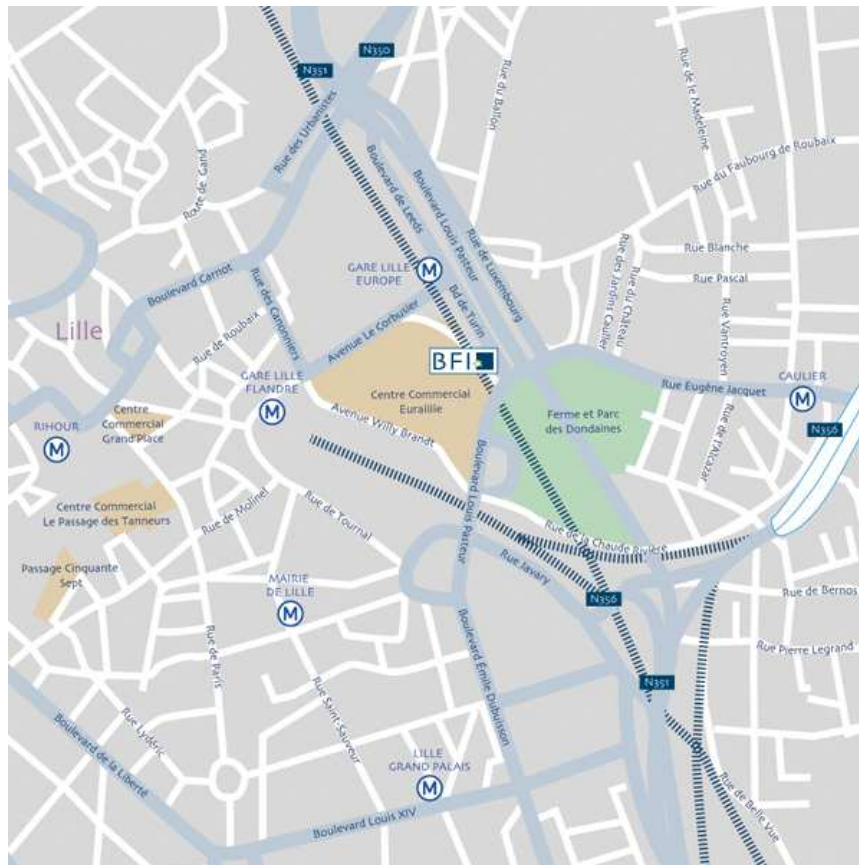 N350
N351
Rue du Ballon
Rue de le Madeleine
Rue des Urbanistes
Boulevard de Leeds
Boulevard Louis Pasteur
Rue de Luxembourg
Rue du Faubourg de Roubaix
Route de Gand
Rue des Jardins Caulier
Rue du Château
Rue Blanche
Rue Pascal
Rue Vantroyen
GARE LILLE
EUROPE
M
Bd de Turin
Boulevard Carnot
Rue des Canonniers
Lille
Rue de Roubaix
Avenue Le Corbusier
BFI
GARE LILLE
FLANDRE
M
Centre Commercial
Euralille
Ferme et Parc
des Dondaines
Rue Eugène Jacquet
CAULIER
M
N356
Rue de l'Alcazar
RIHOUR
M
Centre
Commercial
Grand Place
Avenue Willy Brandt
Boulevard Louis Pasteur
Centre Commercial
Le Passage des Tanneurs
Rue de Molinel
Rue de Tournai
Rue de la Chaude Rivière
Passage Cinquante
Sept
Rue Javary
MAIRIE
DE LILLE
M
N356
Rue de Bernos
Rue Pierre Legrand
Rue de Paris
Boulevard Émile Dubuisson
N351
Rue Lydéric
Rue Saint-Sauveur
Boulevard de la Liberté
LILLE
GRAND PALAIS
M
Boulevard Louis XIV
Rue de Belle Vue